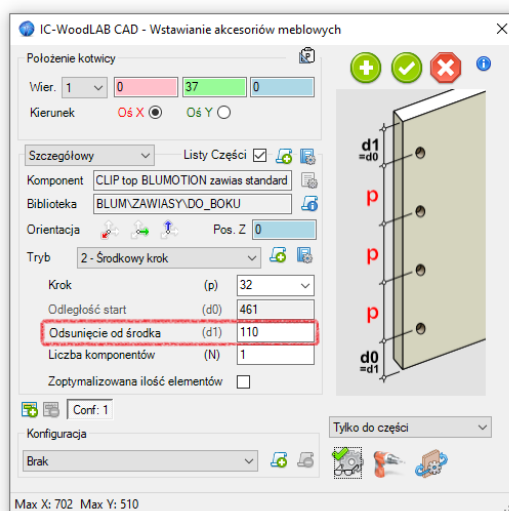 IC-WoodLAB CAD - Wstawianie akcesoriów meblowych
Położenie kotwicy
Wier. 1 0 37 0
Kierunek Oś X Oś Y
Szczegółowy Listy Części
Komponent CLIP top BLUMOTION zawias standard
Biblioteka BLUM\ZAWIASY\DO_BOKU
Orientacja Pos. Z 0
Tryb 2 - Środkowy krok
Krok (p) 32
Odległość start (d0) 461
Odsunięcie od środka (d1) 110
Liczba komponentów (N) 1
Zoptymalizowana ilość elementów
Conf: 1
Konfiguracja
Brak
Max X: 702 Max Y: 510
d1
=d0
p
p
p
d0
=d1
Tylko do części